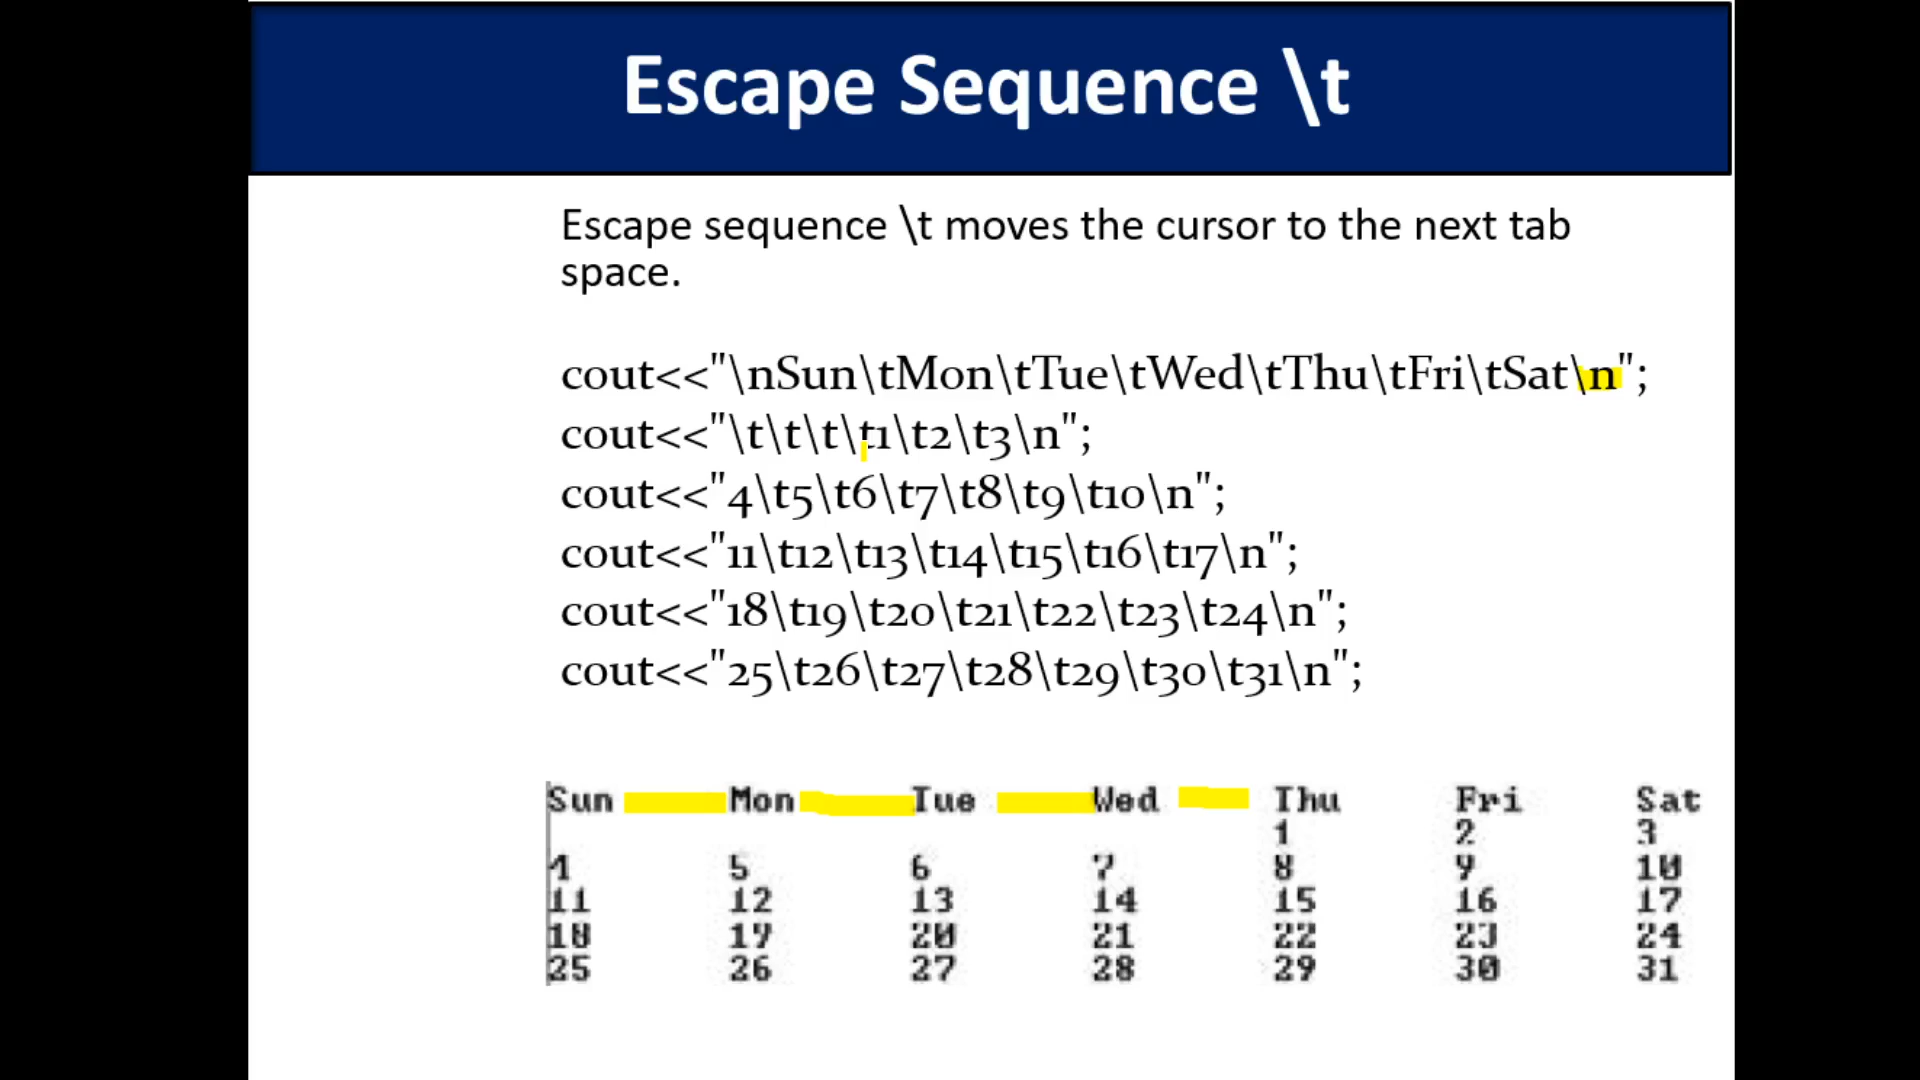 Escape Sequence \t
Escape sequence \t moves the cursor to the next tab
space.
cout<<"\nSun\tMon\tTue\tWed\tThu\tFri\tSat\n";
cout<<"\t\t\t\t1\t2\t3\n";
cout<<"4\t5\t6\t7\t8\t9\t10\n";
cout<<"11\t12\t13\t14\t15\t16\t17\n";
cout<<"18\t19\t20\t21\t22\t23\t24\n";
cout<<"25\t26\t27\t28\t29\t30\t31\n";
Sun Mon Tue Wed Thu Fri Sat
1 2 3
4 5 6 7 8 9 10
11 12 13 14 15 16 17
18 19 20 21 22 23 24
25 26 27 28 29 30 31